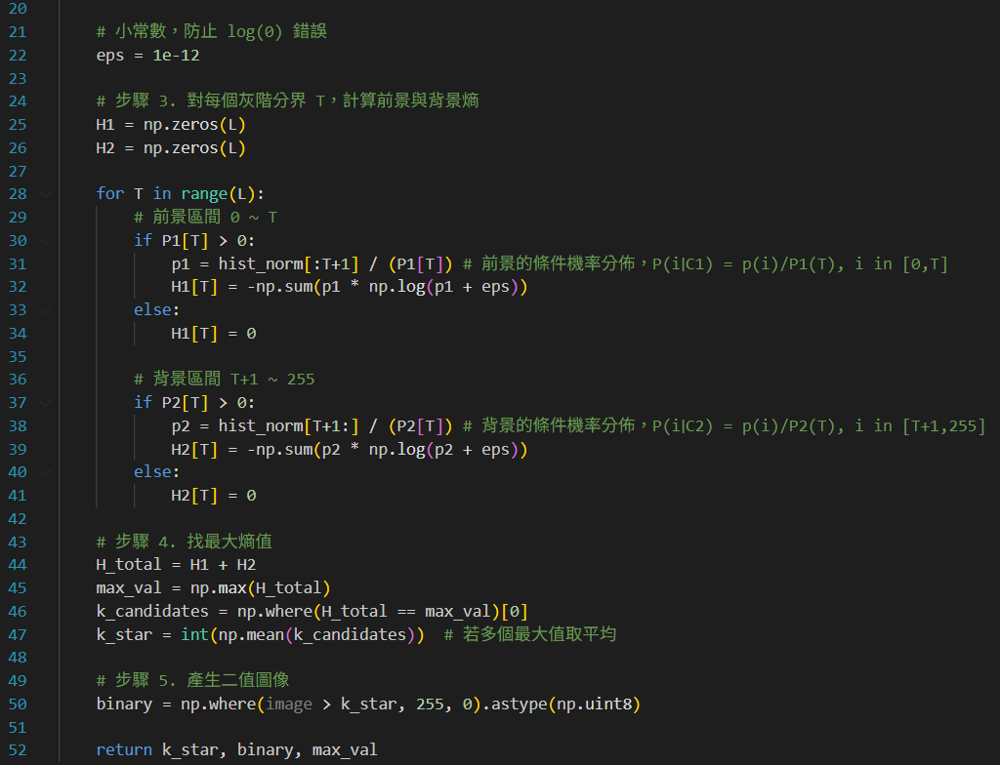 20
21     # 小常數，防止 log(0) 錯誤
22     eps = 1e-12
23
24     # 步驟 3. 對每個灰階分界 T，計算前景與背景熵
25     H1 = np.zeros(L)
26     H2 = np.zeros(L)
27
28     for T in range(L):
29         # 前景區間 0 ~ T
30         if P1[T] > 0:
31             p1 = hist_norm[:T+1] / (P1[T]) # 前景的條件機率分佈，P(i|C1) = p(i)/P1(T), i in [0,T]
32             H1[T] = -np.sum(p1 * np.log(p1 + eps))
33         else:
34             H1[T] = 0
35
36         # 背景區間 T+1 ~ 255
37         if P2[T] > 0:
38             p2 = hist_norm[T+1:] / (P2[T]) # 背景的條件機率分佈，P(i|C2) = p(i)/P2(T), i in [T+1,255]
39             H2[T] = -np.sum(p2 * np.log(p2 + eps))
40         else:
41             H2[T] = 0
42
43     # 步驟 4. 找最大熵值
44     H_total = H1 + H2
45     max_val = np.max(H_total)
46     k_candidates = np.where(H_total == max_val)[0]
47     k_star = int(np.mean(k_candidates))  # 若多個最大值取平均
48
49     # 步驟 5. 產生二值圖像
50     binary = np.where(image > k_star, 255, 0).astype(np.uint8)
51
52     return k_star, binary, max_val